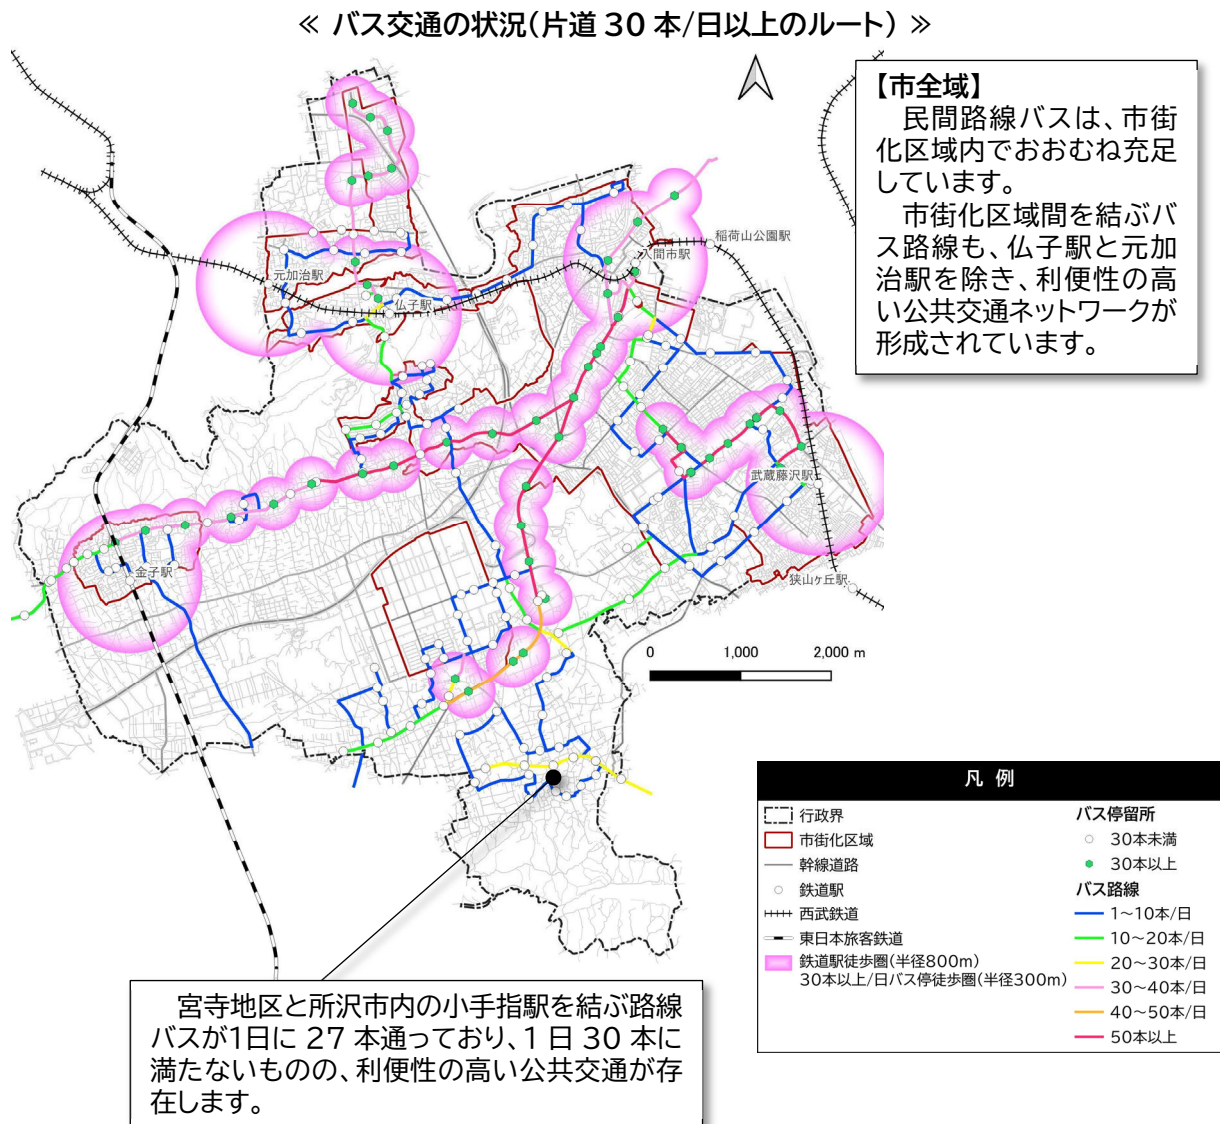 ≪ バス交通の状況(片道 30 本/日以上のルート) ≫
【市全域】
民間路線バスは、市街
化区域内でおおむね充足
しています。
市街化区域間を結ぶバ
ス路線も、仏子駅と元加
治駅を除き、利便性の高
い公共交通ネットワークが
形成されています。
稲荷山公園駅
入間市駅
元加治駅
仏子駅
武蔵藤沢駅
金子駅
狭山ヶ丘駅
0 1,000 2,000 m
凡 例
行政界
市街化区域
幹線道路
鉄道駅
西武鉄道
東日本旅客鉄道
鉄道駅徒歩圏(半径800m)
30本以上/日バス停徒歩圏(半径300m)
バス停留所
30本未満
30本以上
バス路線
1~10本/日
10~20本/日
20~30本/日
30~40本/日
40~50本/日
50本以上
宮寺地区と所沢市内の小手指駅を結ぶ路線
バスが1日に 27 本通っており、1 日 30 本に
満たないものの、利便性の高い公共交通が存
在します。